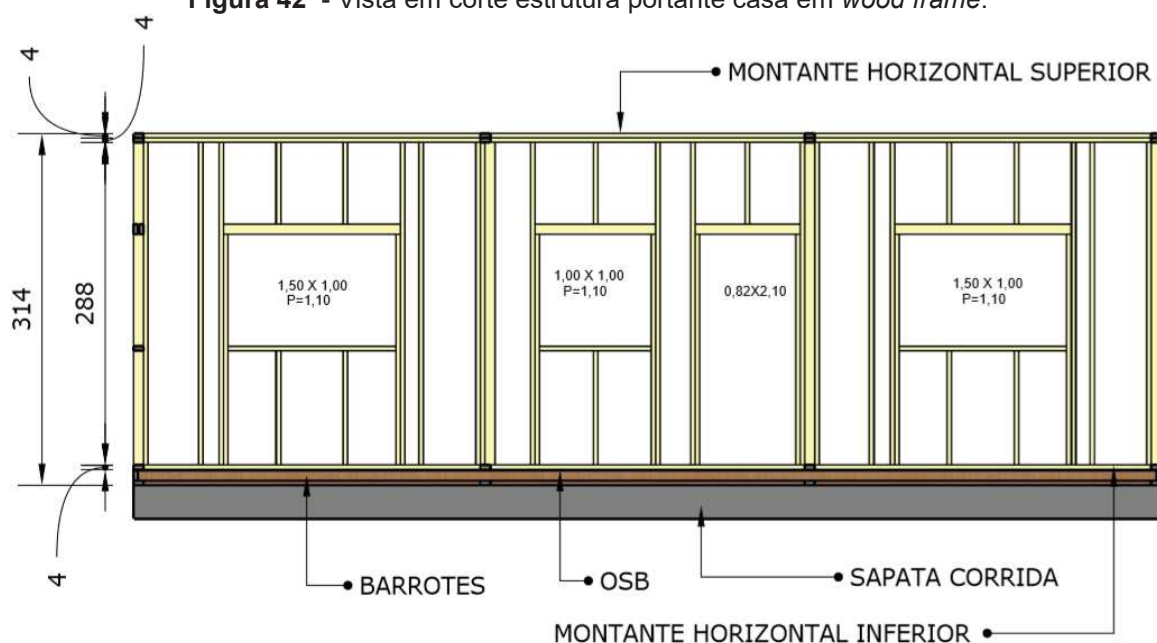 Figura 42 - Vista em corte estrutura portante casa em wood frame.
4
4
MONTANTE HORIZONTAL SUPERIOR
314
288
1,50 X 1,00
P=1,10
1,00 X 1,00
P=1,10
0,82X2,10
1,50 X 1,00
P=1,10
4
BARROTES
OSB
SAPATA CORRIDA
MONTANTE HORIZONTAL INFERIOR